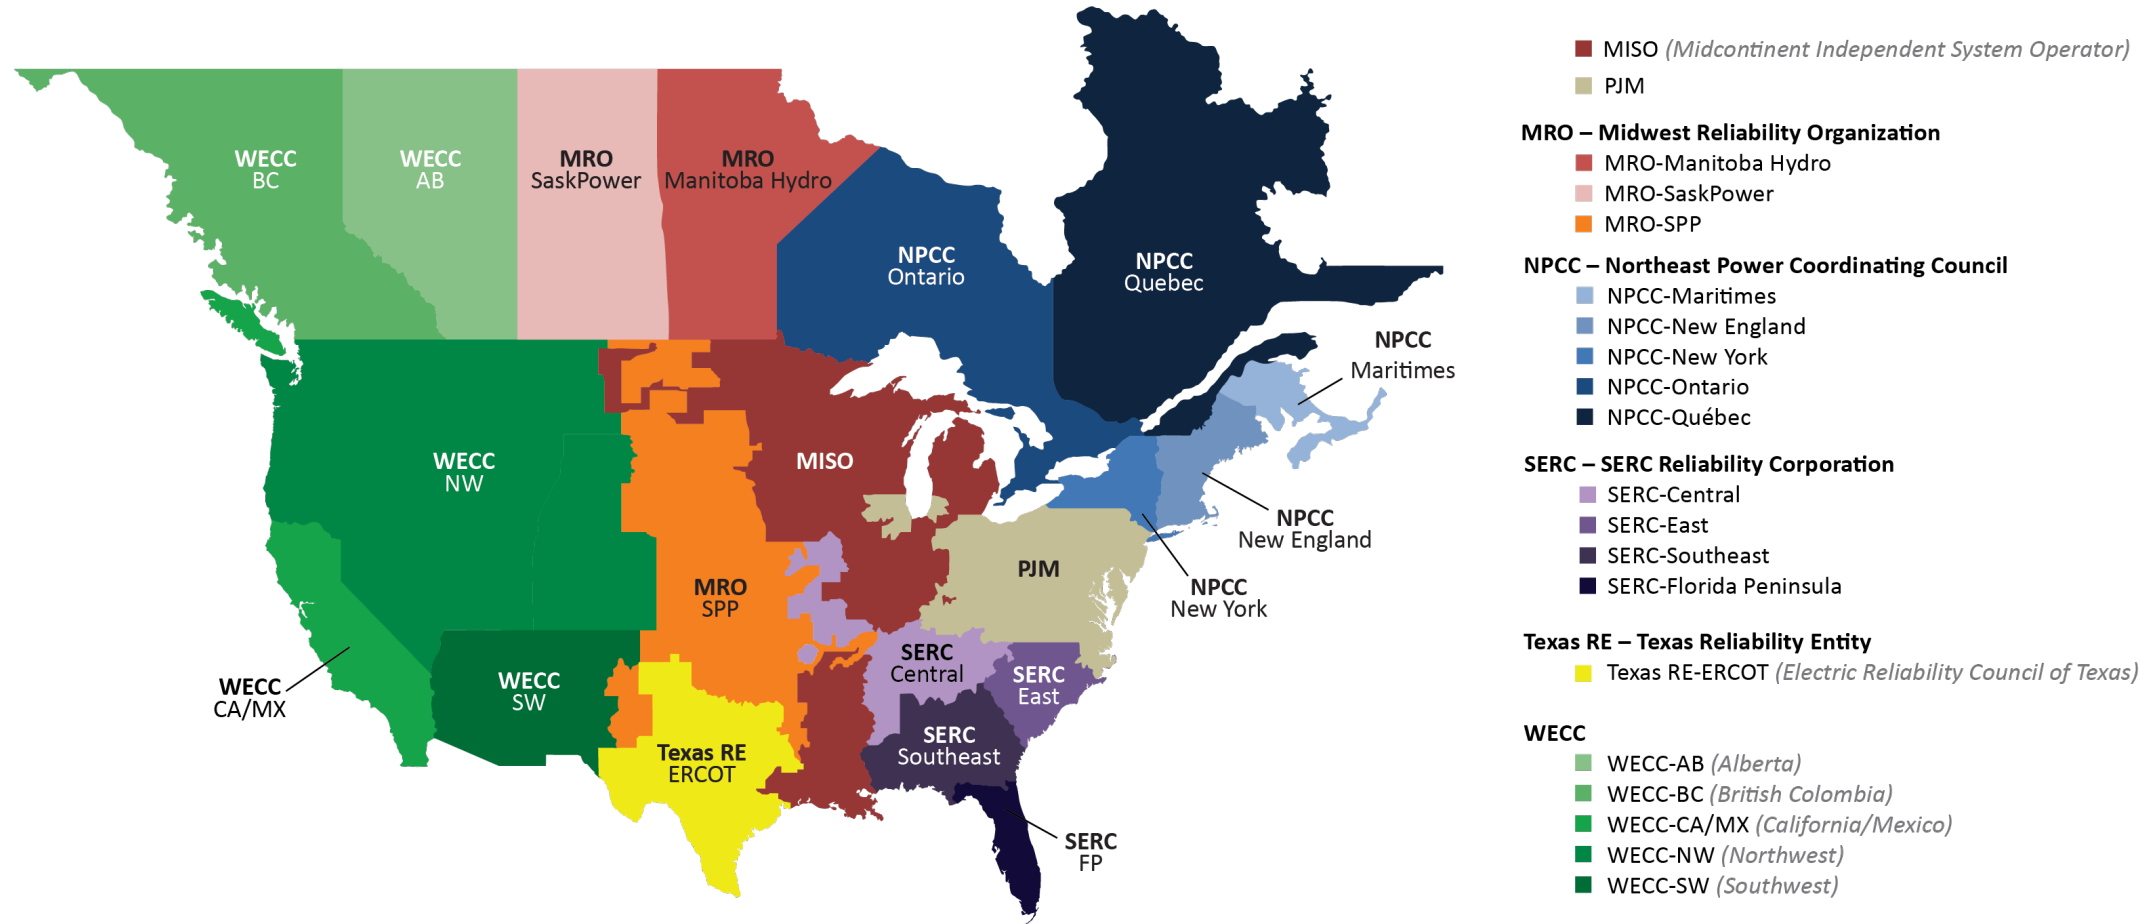 WECC
BC
WECC
AB
MRO
SaskPower
MRO
Manitoba Hydro
NPCC
Ontario
NPCC
Quebec
NPCC
Maritimes
WECC
NW
MISO
NPCC
New England
NPCC
New York
PJM
MRO
SPP
WECC
CA/MX
WECC
SW
SERC
Central
SERC
East
SERC
Southeast
Texas RE
ERCOT
SERC
FP
MISO (Midcontinent Independent System Operator)
PJM
MRO – Midwest Reliability Organization
MRO-Manitoba Hydro
MRO-SaskPower
MRO-SPP
NPCC – Northeast Power Coordinating Council
NPCC-Maritimes
NPCC-New England
NPCC-New York
NPCC-Ontario
NPCC-Québec
SERC – SERC Reliability Corporation
SERC-Central
SERC-East
SERC-Southeast
SERC-Florida Peninsula
Texas RE – Texas Reliability Entity
Texas RE-ERCOT (Electric Reliability Council of Texas)
WECC
WECC-AB (Alberta)
WECC-BC (British Colombia)
WECC-CA/MX (California/Mexico)
WECC-NW (Northwest)
WECC-SW (Southwest)